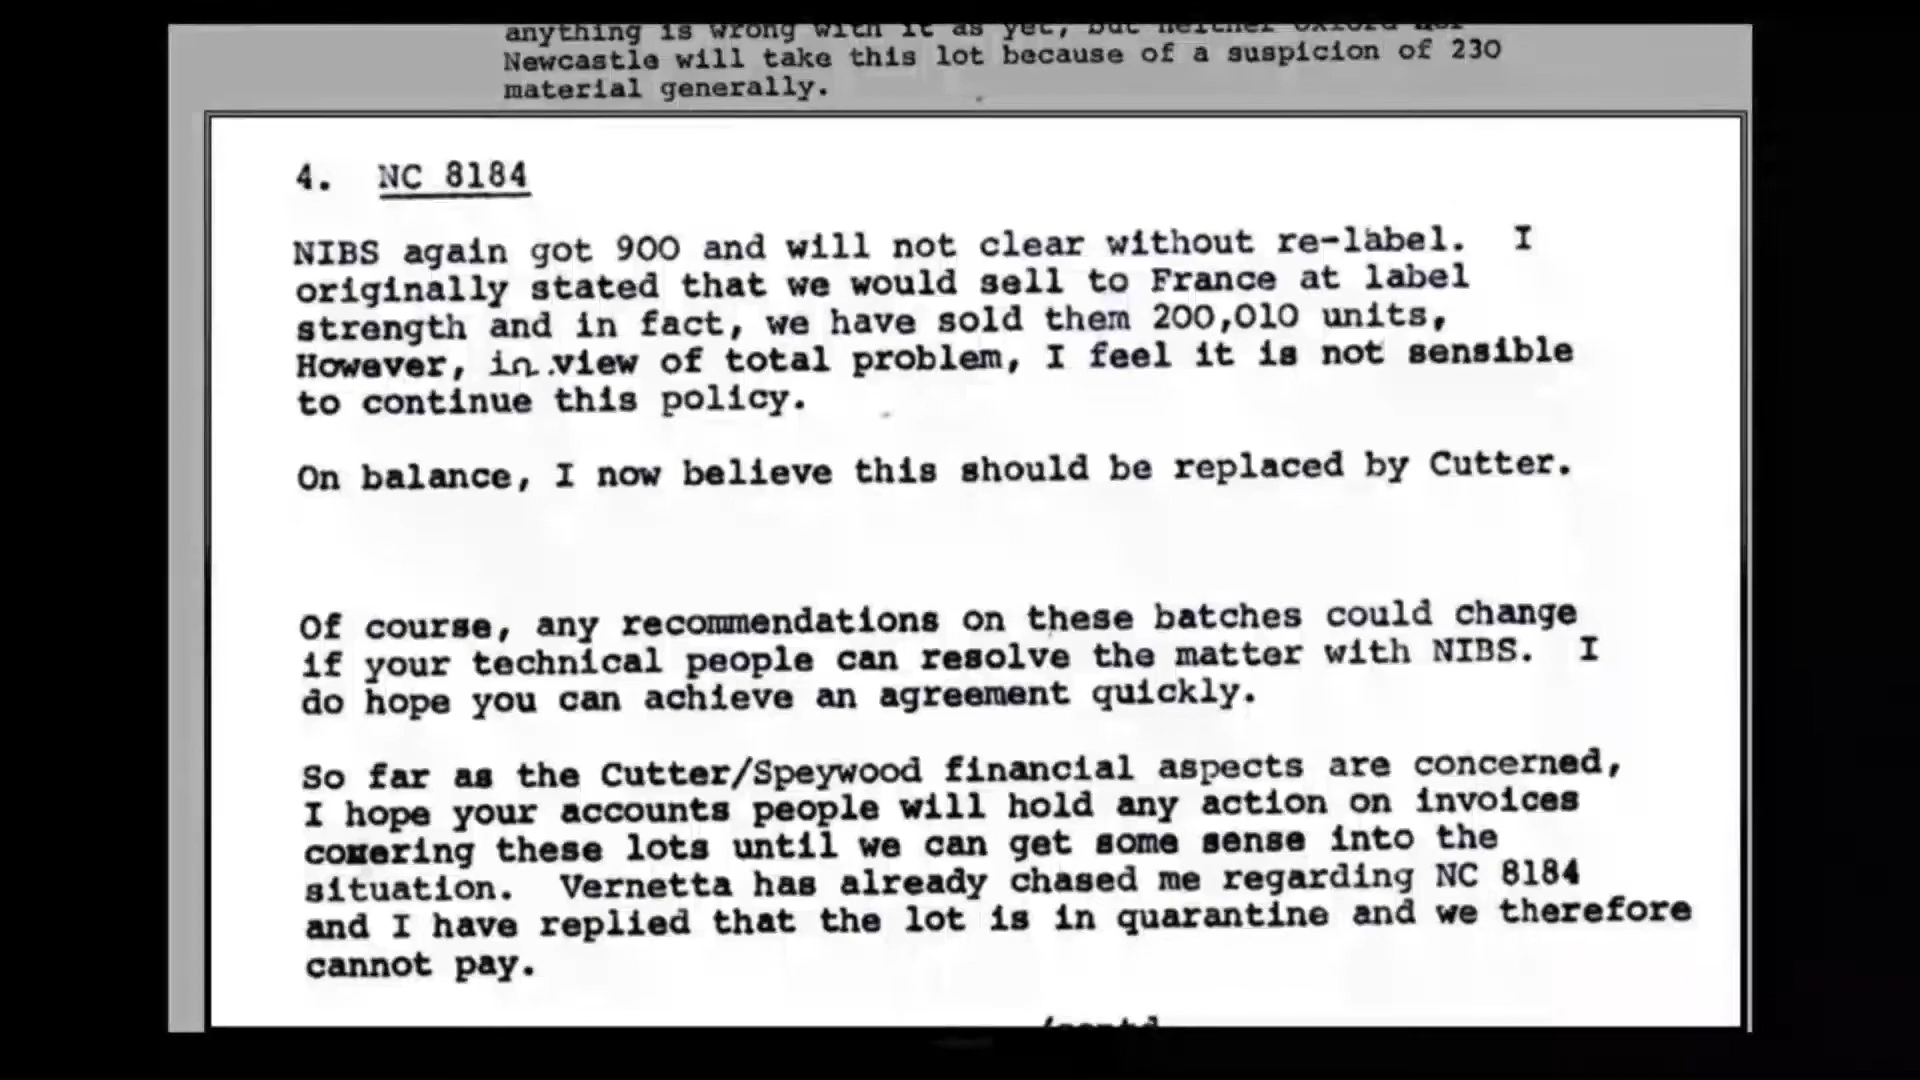 anything is wrong with it as yet, but neither Oxford nor
Newcastle will take this lot because of a suspicion of 230
material generally.
4. NC 8184
NIBS again got 900 and will not clear without re-label. I
originally stated that we would sell to France at label
strength and in fact, we have sold them 200,010 units,
However, in view of total problem, I feel it is not sensible
to continue this policy.
On balance, I now believe this should be replaced by Cutter.
Of course, any recommendations on these batches could change
if your technical people can resolve the matter with NIBS. I
do hope you can achieve an agreement quickly.
So far as the Cutter/Speywood financial aspects are concerned,
I hope your accounts people will hold any action on invoices
covering these lots until we can get some sense into the
situation. Vernetta has already chased me regarding NC 8184
and I have replied that the lot is in quarantine and we therefore
cannot pay.
/contd